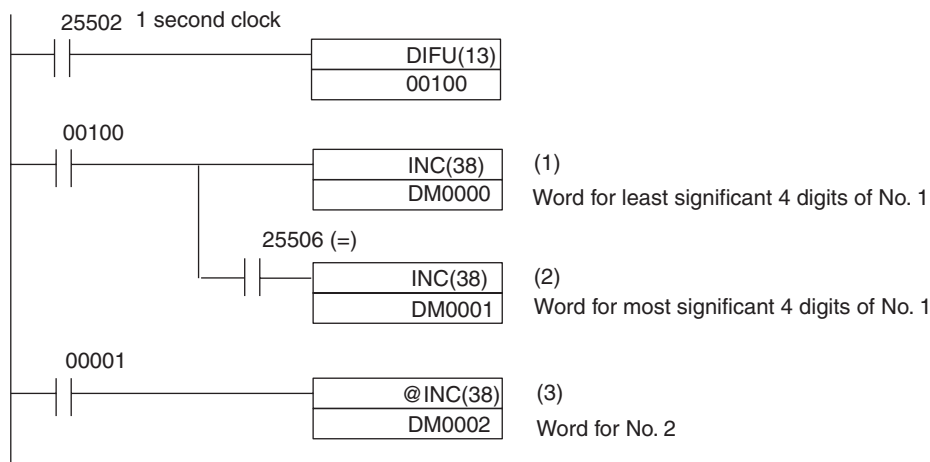 25502 1 second clock
DIFU(13)
00100
00100
INC(38) (1)
DM0000 Word for least significant 4 digits of No. 1
25506 (=)
INC(38) (2)
DM0001 Word for most significant 4 digits of No. 1
00001
@INC(38) (3)
DM0002 Word for No. 2